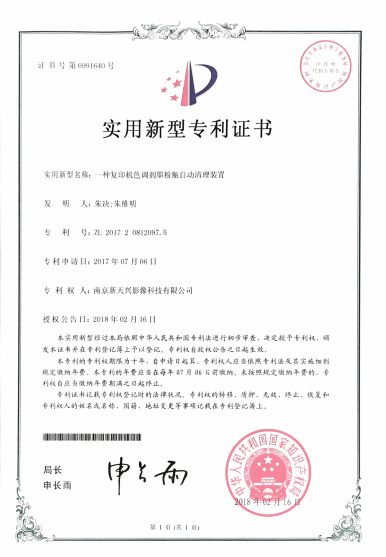 证书号第6991640号
实用新型专利证书
实用新型名称：一种复印机色调剂墨粉瓶自动清理装置
发明人：朱决;朱维明
专利号：ZL 2017 2 0812097.5
专利申请日：2017年07月06日
专利权人：南京新天兴影像科技有限公司
授权公告日：2018年02月16日
本实用新型经过本局依照中华人民共和国专利法进行初步审查，决定授予专利权，颁
发本证书并在专利登记簿上予以登记。专利权自授权公告之日起生效。
本专利的专利权期限为十年，自申请日起算。专利权人应当依照专利法及其实施细则
规定缴纳年费。本专利的年费应当在每年07月06日前缴纳。未按照规定缴纳年费的，专利
权自应当缴纳年费期满之日起终止。
专利证书记载专利权登记时的法律状况。专利权的转移、质押、无效、终止、恢复和
专利权人的姓名或名称、国籍、地址变更等事项记载在专利登记簿上。
局长
申长雨
中华人民共和国国家知识产权局
2018年02月16日
第1页(共1页)